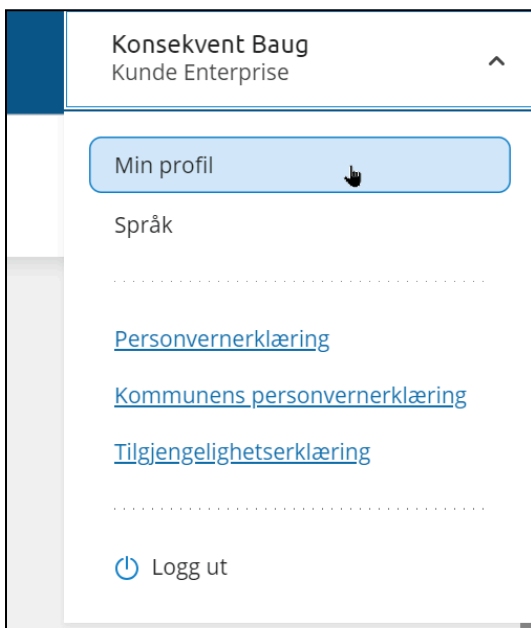 Konsekvent Baug
Kunde Enterprise
Min profil
Språk
Personvernerklæring
Kommunens personvernerklæring
Tilgjengelighetserklæring
Logg ut